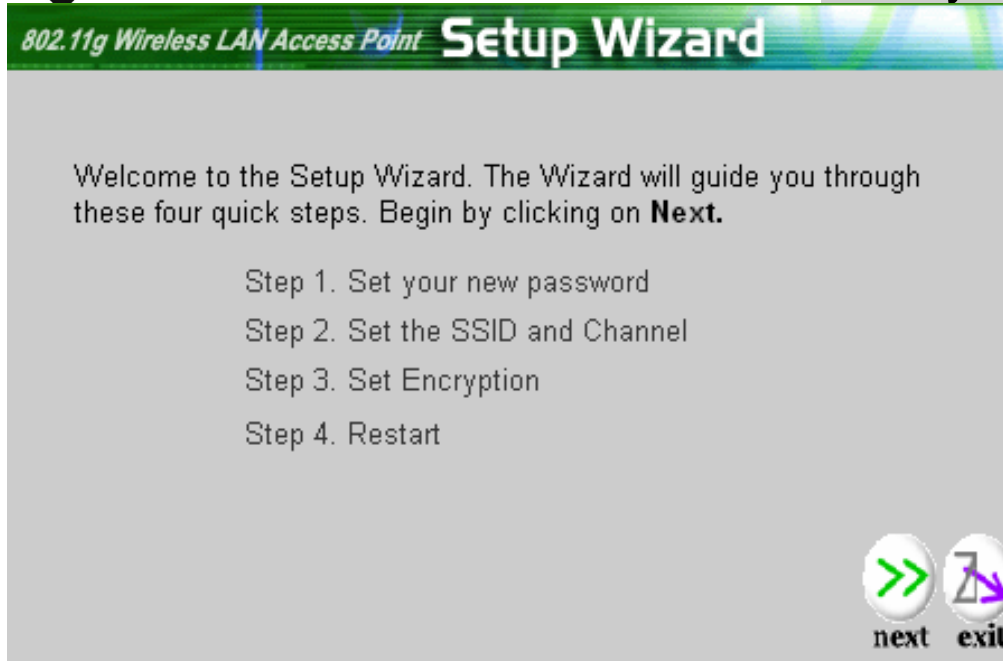 802.11g Wireless LAN Access Point Setup Wizard
Welcome to the Setup Wizard. The Wizard will guide you through
these four quick steps. Begin by clicking on Next.
Step 1. Set your new password
Step 2. Set the SSID and Channel
Step 3. Set Encryption
Step 4. Restart
next exit